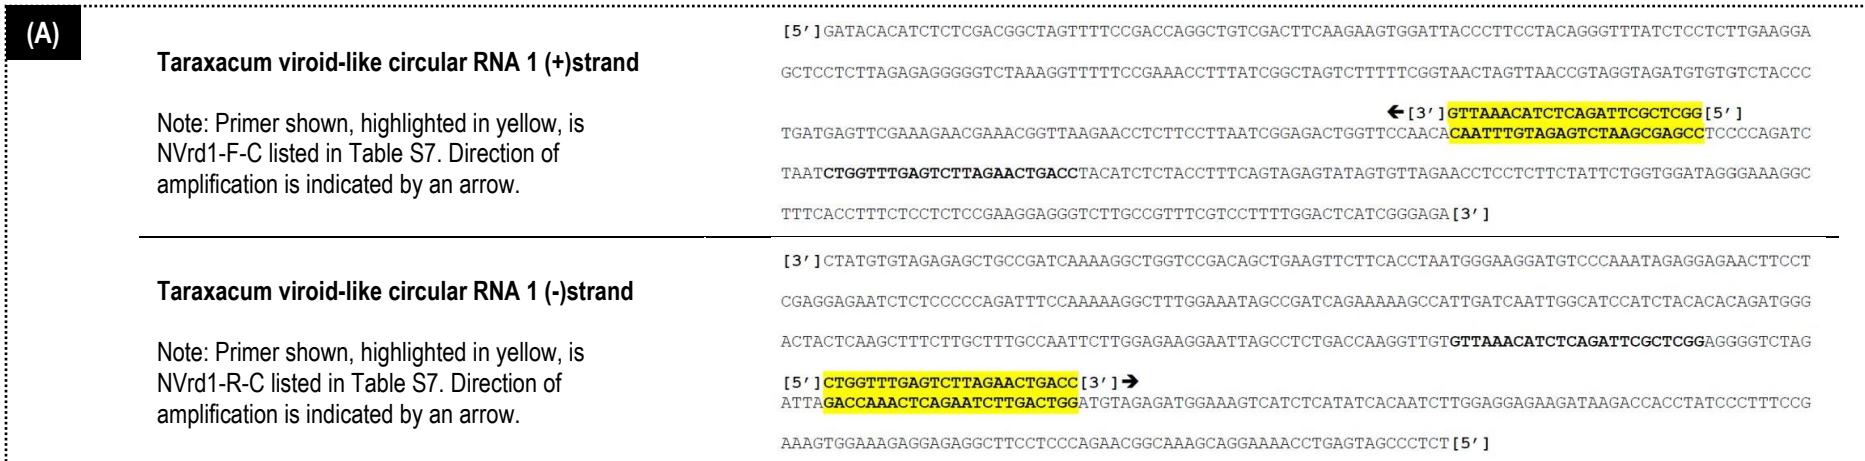 (A)
Taraxacum viroid-like circular RNA 1 (+)strand
Note: Primer shown, highlighted in yellow, is
NVrd1-F-C listed in Table S7. Direction of
amplification is indicated by an arrow.
[5′]GATACACATCTCTCGACGGCTAGTTTTCCGACCAGGCTGTCGACTTCAAGAAGTGGATTACCCTTCCTACAGGGTTTATCTCCTCTTGAAGGA
GCTCCTCTTAGAGAGGGGGTCTAAAGGTTTTTCCGAAACCTTTATCGGCTAGTCTTTTTCGGTAACTAGTTAACCGTAGGTAGATGTGTGTCTACCC
←[3′]GTTAAACATCTCAGATTCGCTCGG[5′]
TGATGAGTTCGAAAGAACGAAACGGTTAAGAACCTCTTCCTTAATCGGAGACTGGTTCCAACACAATTTGTAGAGTCTAAGCGAGCCTCCCCAGATC
TAATCTGGTTTGAGTCTTAGAACTGACCTACATCTCTACCTTTCAGTAGAGTATAGTGTTAGAACCTCCTCTTCTATTCTGGTGGATAGGGAAAGGC
TTTCACCTTTCTCCTCTCCGAAGGAGGGTCTTGCCGTTTCGTCCTTTTGGACTCATCGGGAGA[3′]
Taraxacum viroid-like circular RNA 1 (-)strand
Note: Primer shown, highlighted in yellow, is
NVrd1-R-C listed in Table S7. Direction of
amplification is indicated by an arrow.
[3′]CTATGTGTAGAGAGCTGCCGATCAAAAGGCTGGTCCGACAGCTGAAGTTCTTCACCTAATGGGAAGGATGTCCCAAATAGAGGAGAACTTCCT
CGAGGAGAATCTCTCCCCCAGATTTCCAAAAAGGCTTTGGAAATAGCCGATCAGAAAAAGCCATTGATCAATTGGCATCCATCTACACACAGATGGG
ACTACTCAAGCTTTCTTGCTTTGCCAATTCTTGGAGAAGGAATTAGCCTCTGACCAAGGTTGTGTTAAACATCTCAGATTCGCTCGGAGGGGTCTAG
[5′]CTGGTTTGAGTCTTAGAACTGACC[3′]→
ATTAGACCAAACTCAGAATCTTGACTGGATGTAGAGATGGAAAGTCATCTCATATCACAATCTTGGAGGAGAAGATAAGACCACCTATCCCTTTCCG
AAAGTGGAAAGAGGAGAGGCTTCCTCCCAGAACGGCAAAGCAGGAAAACCTGAGTAGCCCTCT[5′]